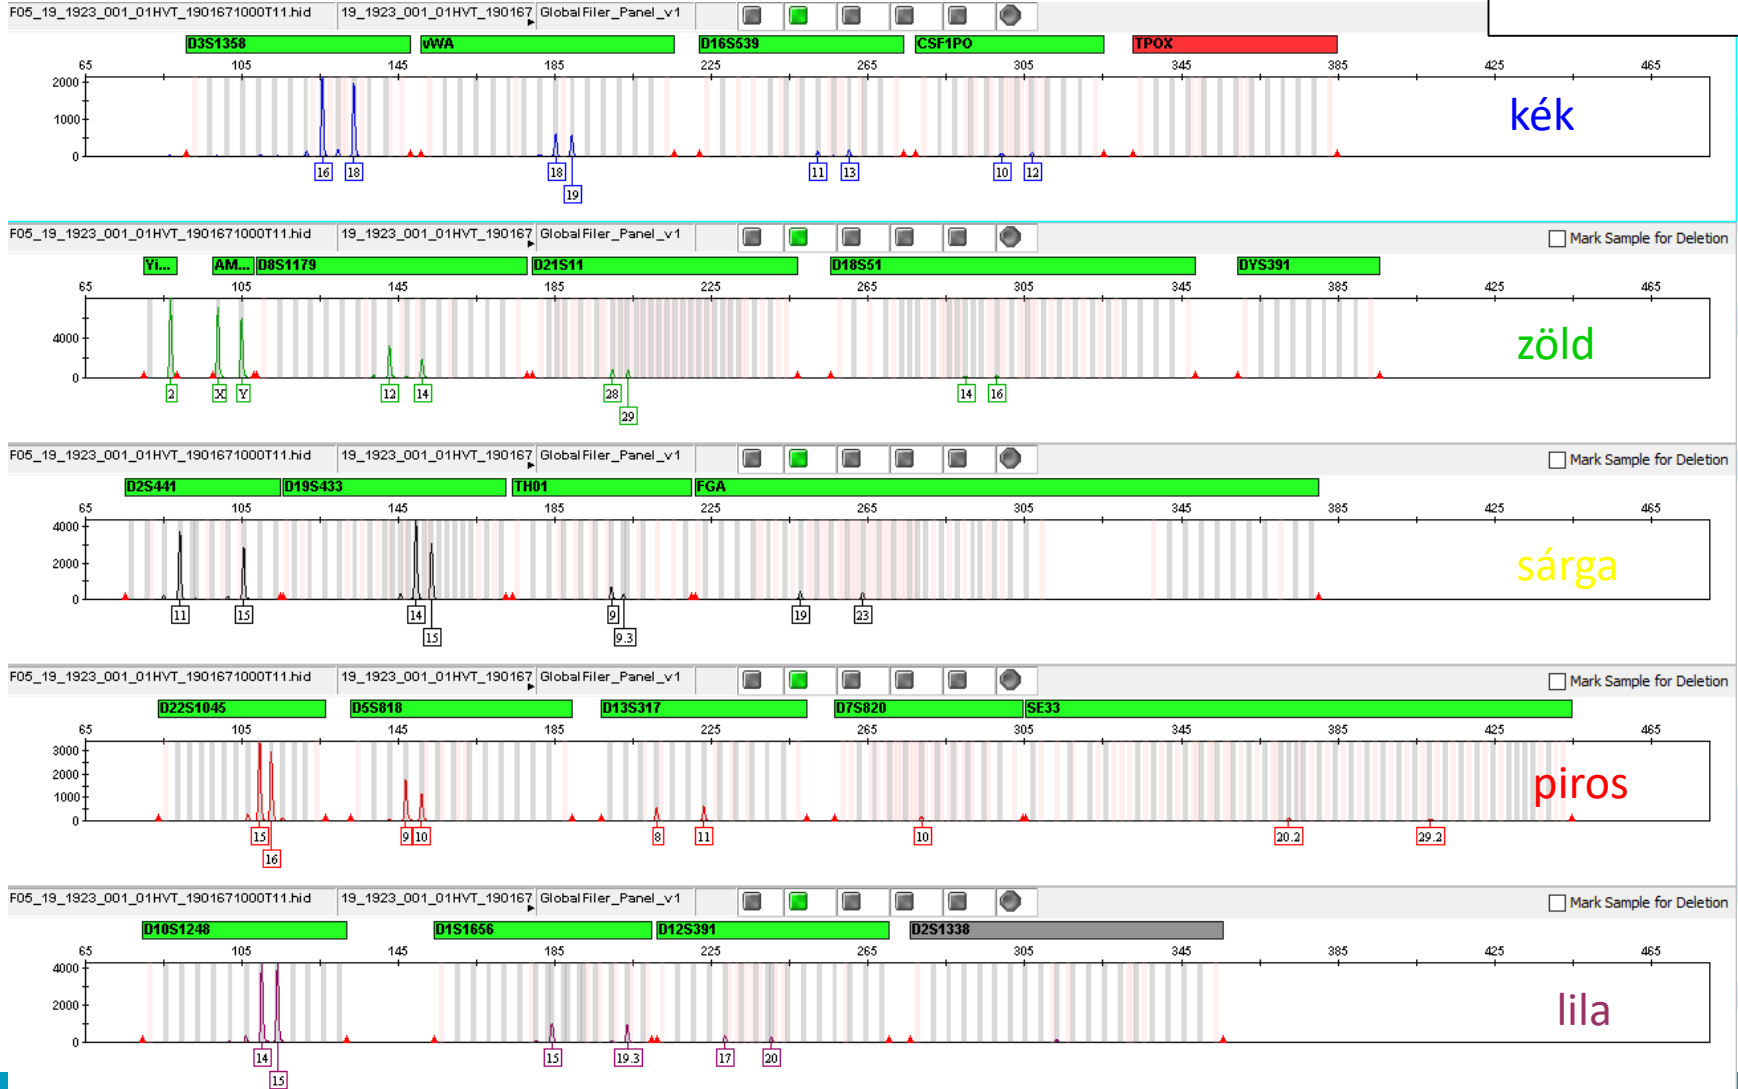 F05_19_1923_001_01HVT_1901671000T11.hid 19_1923_001_01HVT_190167 GlobalFiler_Panel_v1
D3S1358 vWA D16S539 CSF1PO TPOX
65 105 145 185 225 265 305 345 385 425 465
2000
1000
0
kék
16 18 18 11 13 10 12
19
F05_19_1923_001_01HVT_1901671000T11.hid 19_1923_001_01HVT_190167 GlobalFiler_Panel_v1 Mark Sample for Deletion
Yi... AM... D8S1179 D21S11 D18S51 DYS391
65 105 145 185 225 265 305 345 385 425 465
4000
0
zöld
2 X Y 12 14 28 14 16
29
F05_19_1923_001_01HVT_1901671000T11.hid 19_1923_001_01HVT_190167 GlobalFiler_Panel_v1 Mark Sample for Deletion
D2S441 D19S433 TH01 FGA
65 105 145 185 225 265 305 345 385 425 465
4000
2000
0
sárga
11 15 14 9 19 23
15 9.3
F05_19_1923_001_01HVT_1901671000T11.hid 19_1923_001_01HVT_190167 GlobalFiler_Panel_v1 Mark Sample for Deletion
D22S1045 D5S818 D13S317 D7S820 SE33
65 105 145 185 225 265 305 345 385 425 465
3000
2000
1000
0
piros
15 9 10 8 11 10 20.2 29.2
16
F05_19_1923_001_01HVT_1901671000T11.hid 19_1923_001_01HVT_190167 GlobalFiler_Panel_v1 Mark Sample for Deletion
D10S1248 D1S1656 D12S391 D2S1338
65 105 145 185 225 265 305 345 385 425 465
4000
2000
0
lila
14 15 19.3 17 20
15